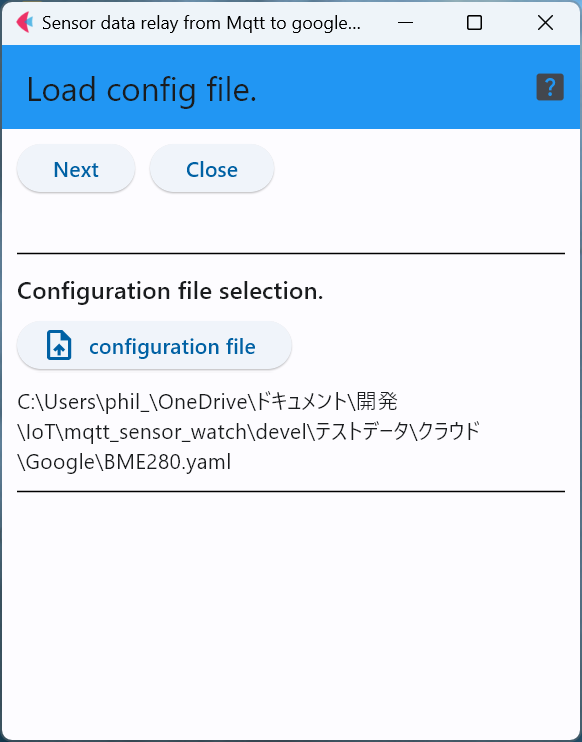 Sensor data relay from Mqtt to google...
Load config file.
?
Next
Close
Configuration file selection.
configuration file
C:\Users\phil_\OneDrive\ドキュメント\開発
\IoT\mqtt_sensor_watch\devel\テストデータ\クラウド
\Google\BME280.yaml